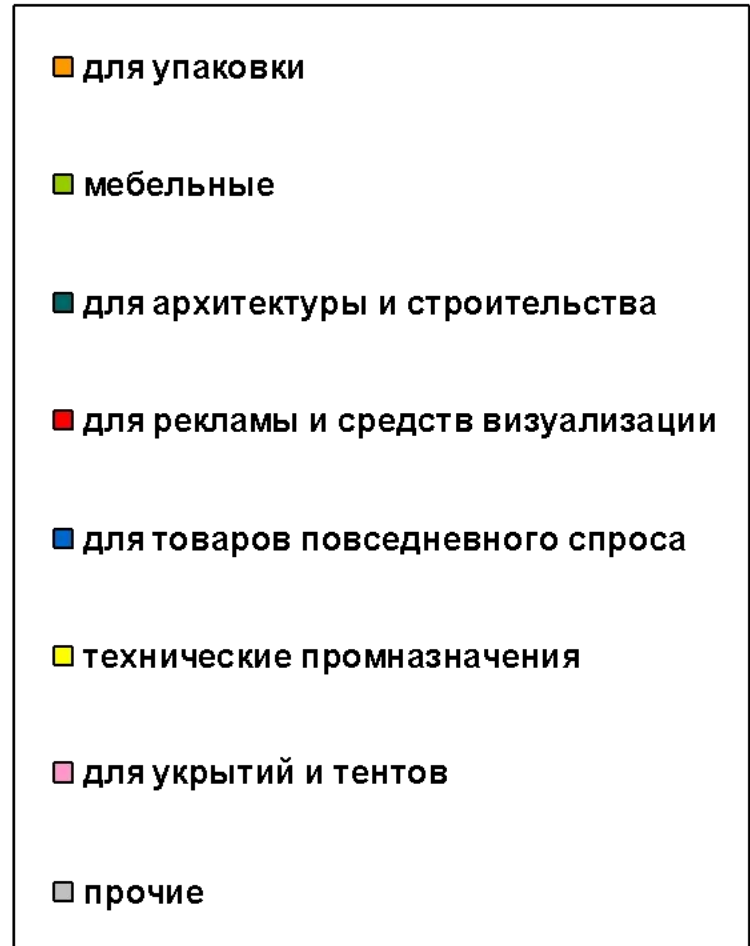 для упаковки
мебельные
для архитектуры и строительства
для рекламы и средств визуализации
для товаров повседневного спроса
технические промназначения
для укрытий и тентов
прочие